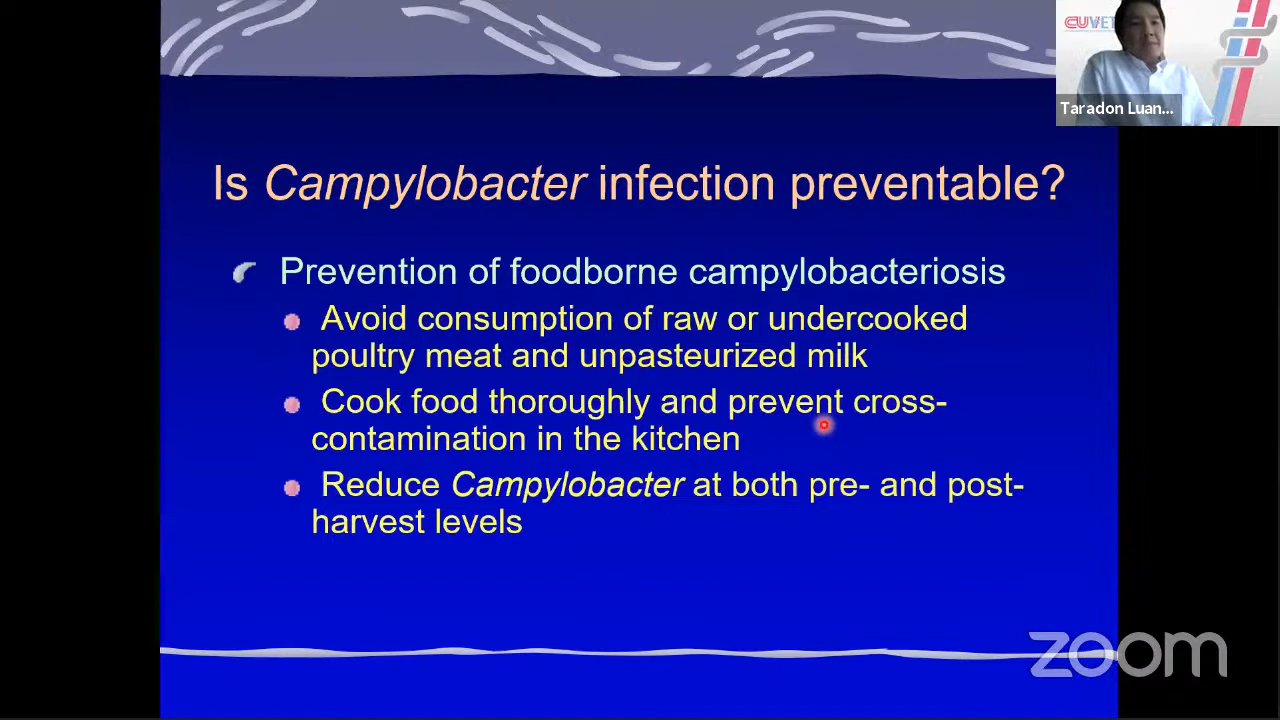 CUVET
Taradon Luan...
Is Campylobacter infection preventable?
Prevention of foodborne campylobacteriosis
Avoid consumption of raw or undercooked
poultry meat and unpasteurized milk
Cook food thoroughly and prevent cross-
contamination in the kitchen
Reduce Campylobacter at both pre- and post-
harvest levels
zoom